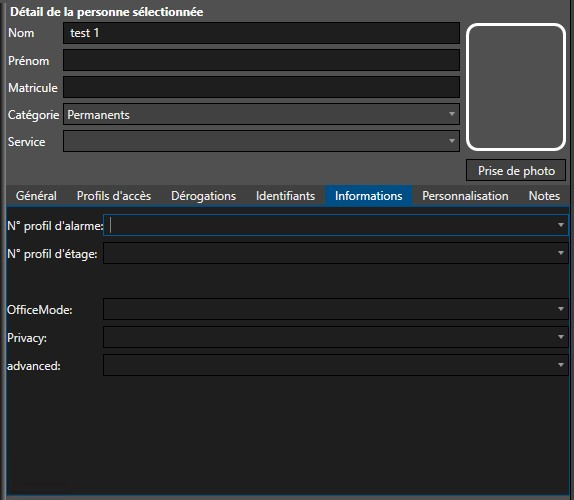 Détail de la personne sélectionnée
Nom test 1
Prénom
Matricule
Catégorie Permanents
Service
Prise de photo
Général Profils d'accès Dérogations Identifiants Informations Personnalisation Notes
N° profil d'alarme:
N° profil d'étage:
OfficeMode:
Privacy:
advanced: